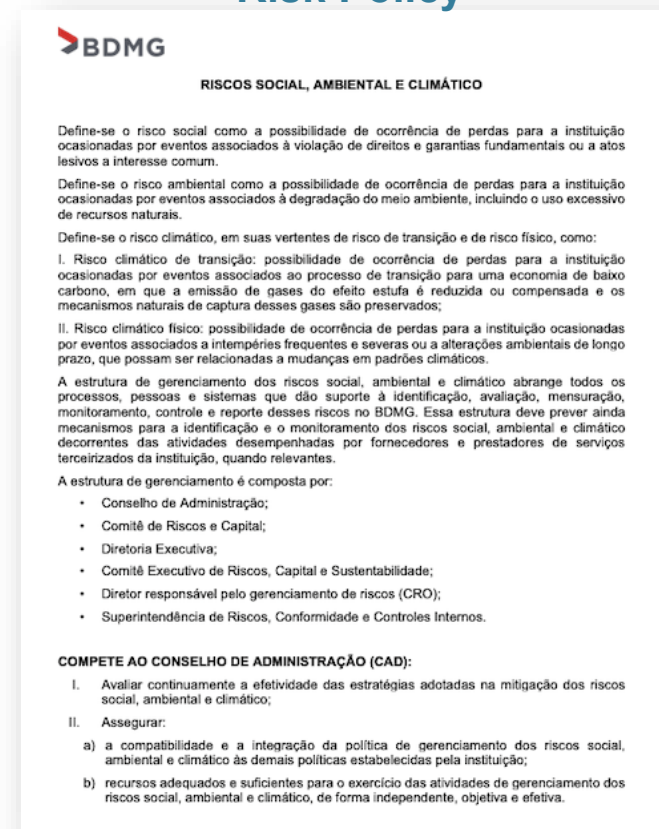 Risk Policy
BDMG
RISCOS SOCIAL, AMBIENTAL E CLIMÁTICO
Define-se o risco social como a possibilidade de ocorrência de perdas para a instituição
ocasionadas por eventos associados à violação de direitos e garantias fundamentais ou a atos
lesivos a interesse comum.
Define-se o risco ambiental como a possibilidade de ocorrência de perdas para a instituição
ocasionadas por eventos associados à degradação do meio ambiente, incluindo o uso excessivo
de recursos naturais.
Define-se o risco climático, em suas vertentes de risco de transição e de risco físico, como:
I. Risco climático de transição: possibilidade de ocorrência de perdas para a instituição
ocasionadas por eventos associados ao processo de transição para uma economia de baixo
carbono, em que a emissão de gases do efeito estufa é reduzida ou compensada e os
mecanismos naturais de captura desses gases são preservados;
II. Risco climático físico: possibilidade de ocorrência de perdas para a instituição ocasionadas
por eventos associados a intempéries frequentes e severas ou a alterações ambientais de longo
prazo, que possam ser relacionadas a mudanças em padrões climáticos.
A estrutura de gerenciamento dos riscos social, ambiental e climático abrange todos os
processos, pessoas e sistemas que dão suporte à identificação, avaliação, mensuração,
monitoramento, controle e reporte desses riscos no BDMG. Essa estrutura deve prever ainda
mecanismos para a identificação e o monitoramento dos riscos social, ambiental e climático
decorrentes das atividades desempenhadas por fornecedores e prestadores de serviços
terceirizados da instituição, quando relevantes.
A estrutura de gerenciamento é composta por:
• Conselho de Administração;
• Comitê de Riscos e Capital;
• Diretoria Executiva;
• Comitê Executivo de Riscos, Capital e Sustentabilidade;
• Diretor responsável pelo gerenciamento de riscos (CRO);
• Superintendência de Riscos, Conformidade e Controles Internos.
COMPETE AO CONSELHO DE ADMINISTRAÇÃO (CAD):
I. Avaliar continuamente a efetividade das estratégias adotadas na mitigação dos riscos
social, ambiental e climático;
II. Assegurar:
a) a compatibilidade e a integração da política de gerenciamento dos riscos social,
ambiental e climático às demais políticas estabelecidas pela instituição;
b) recursos adequados e suficientes para o exercício das atividades de gerenciamento dos
riscos social, ambiental e climático, de forma independente, objetiva e efetiva.